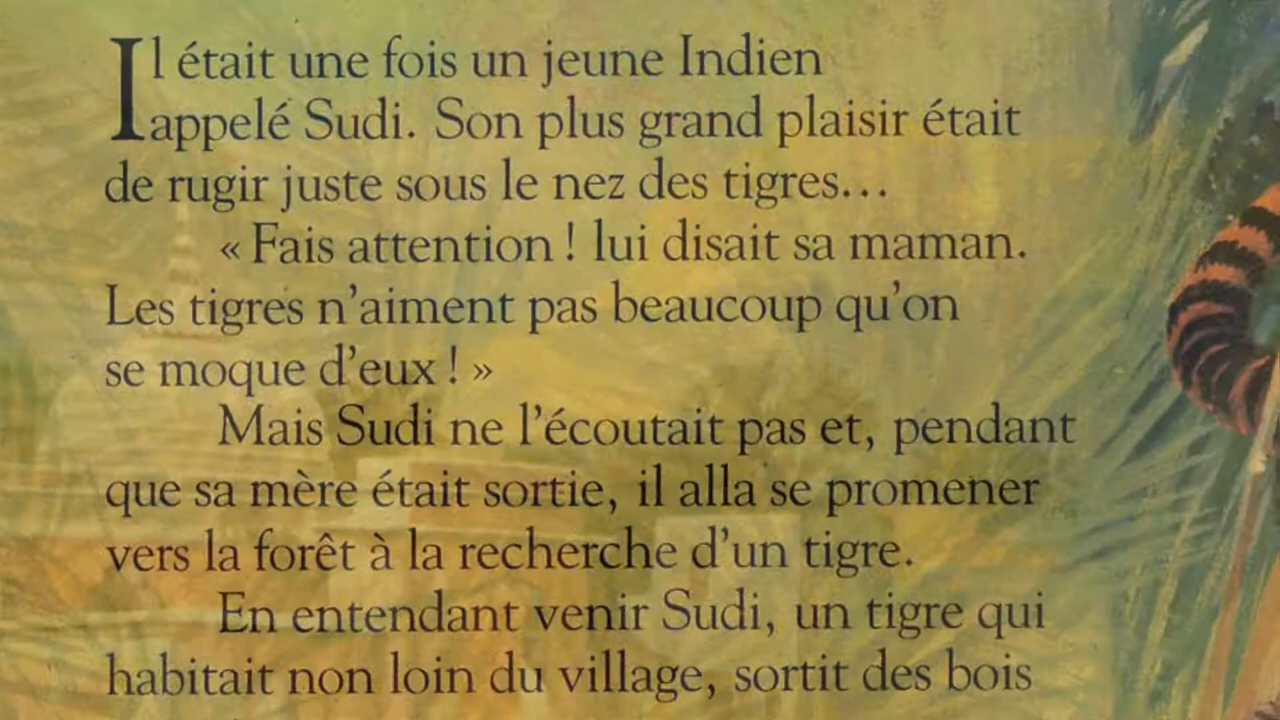 Il était une fois un jeune Indien
appelé Sudi. Son plus grand plaisir était
de rugir juste sous le nez des tigres...
« Fais attention ! lui disait sa maman.
Les tigres n'aiment pas beaucoup qu'on
se moque d'eux ! »
Mais Sudi ne l'écoutait pas et, pendant
que sa mère était sortie, il alla se promener
vers la forêt à la recherche d'un tigre.
En entendant venir Sudi, un tigre qui
habitait non loin du village, sortit des bois